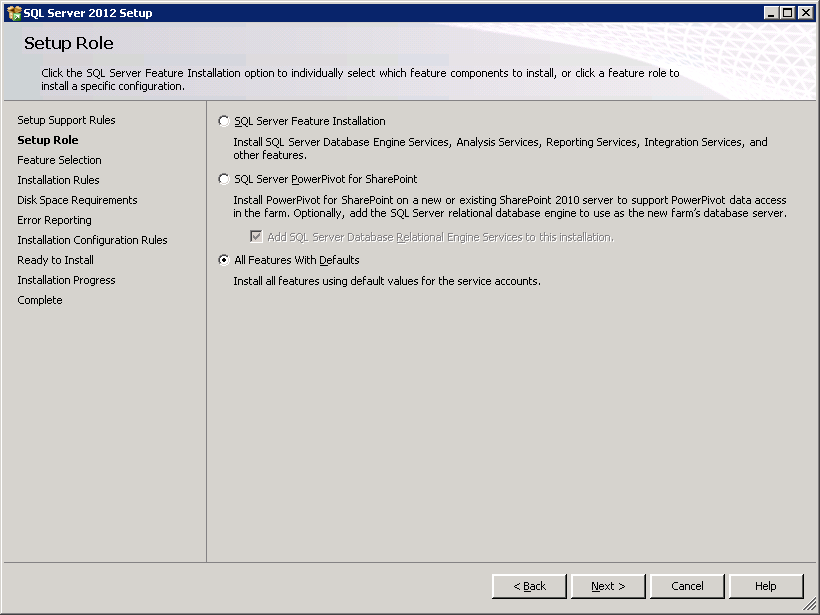 SQL Server 2012 Setup
Setup Role
Click the SQL Server Feature Installation option to individually select which feature components to install, or click a feature role to
install a specific configuration.
Setup Support Rules
Setup Role
Feature Selection
Installation Rules
Disk Space Requirements
Error Reporting
Installation Configuration Rules
Ready to Install
Installation Progress
Complete
SQL Server Feature Installation
Install SQL Server Database Engine Services, Analysis Services, Reporting Services, Integration Services, and
other features.
SQL Server PowerPivot for SharePoint
Install PowerPivot for SharePoint on a new or existing SharePoint 2010 server to support PowerPivot data access
in the farm. Optionally, add the SQL Server relational database engine to use as the new farm's database server.
Add SQL Server Database Relational Engine Services to this installation.
All Features With Defaults
Install all features using default values for the service accounts.
< Back
Next >
Cancel
Help